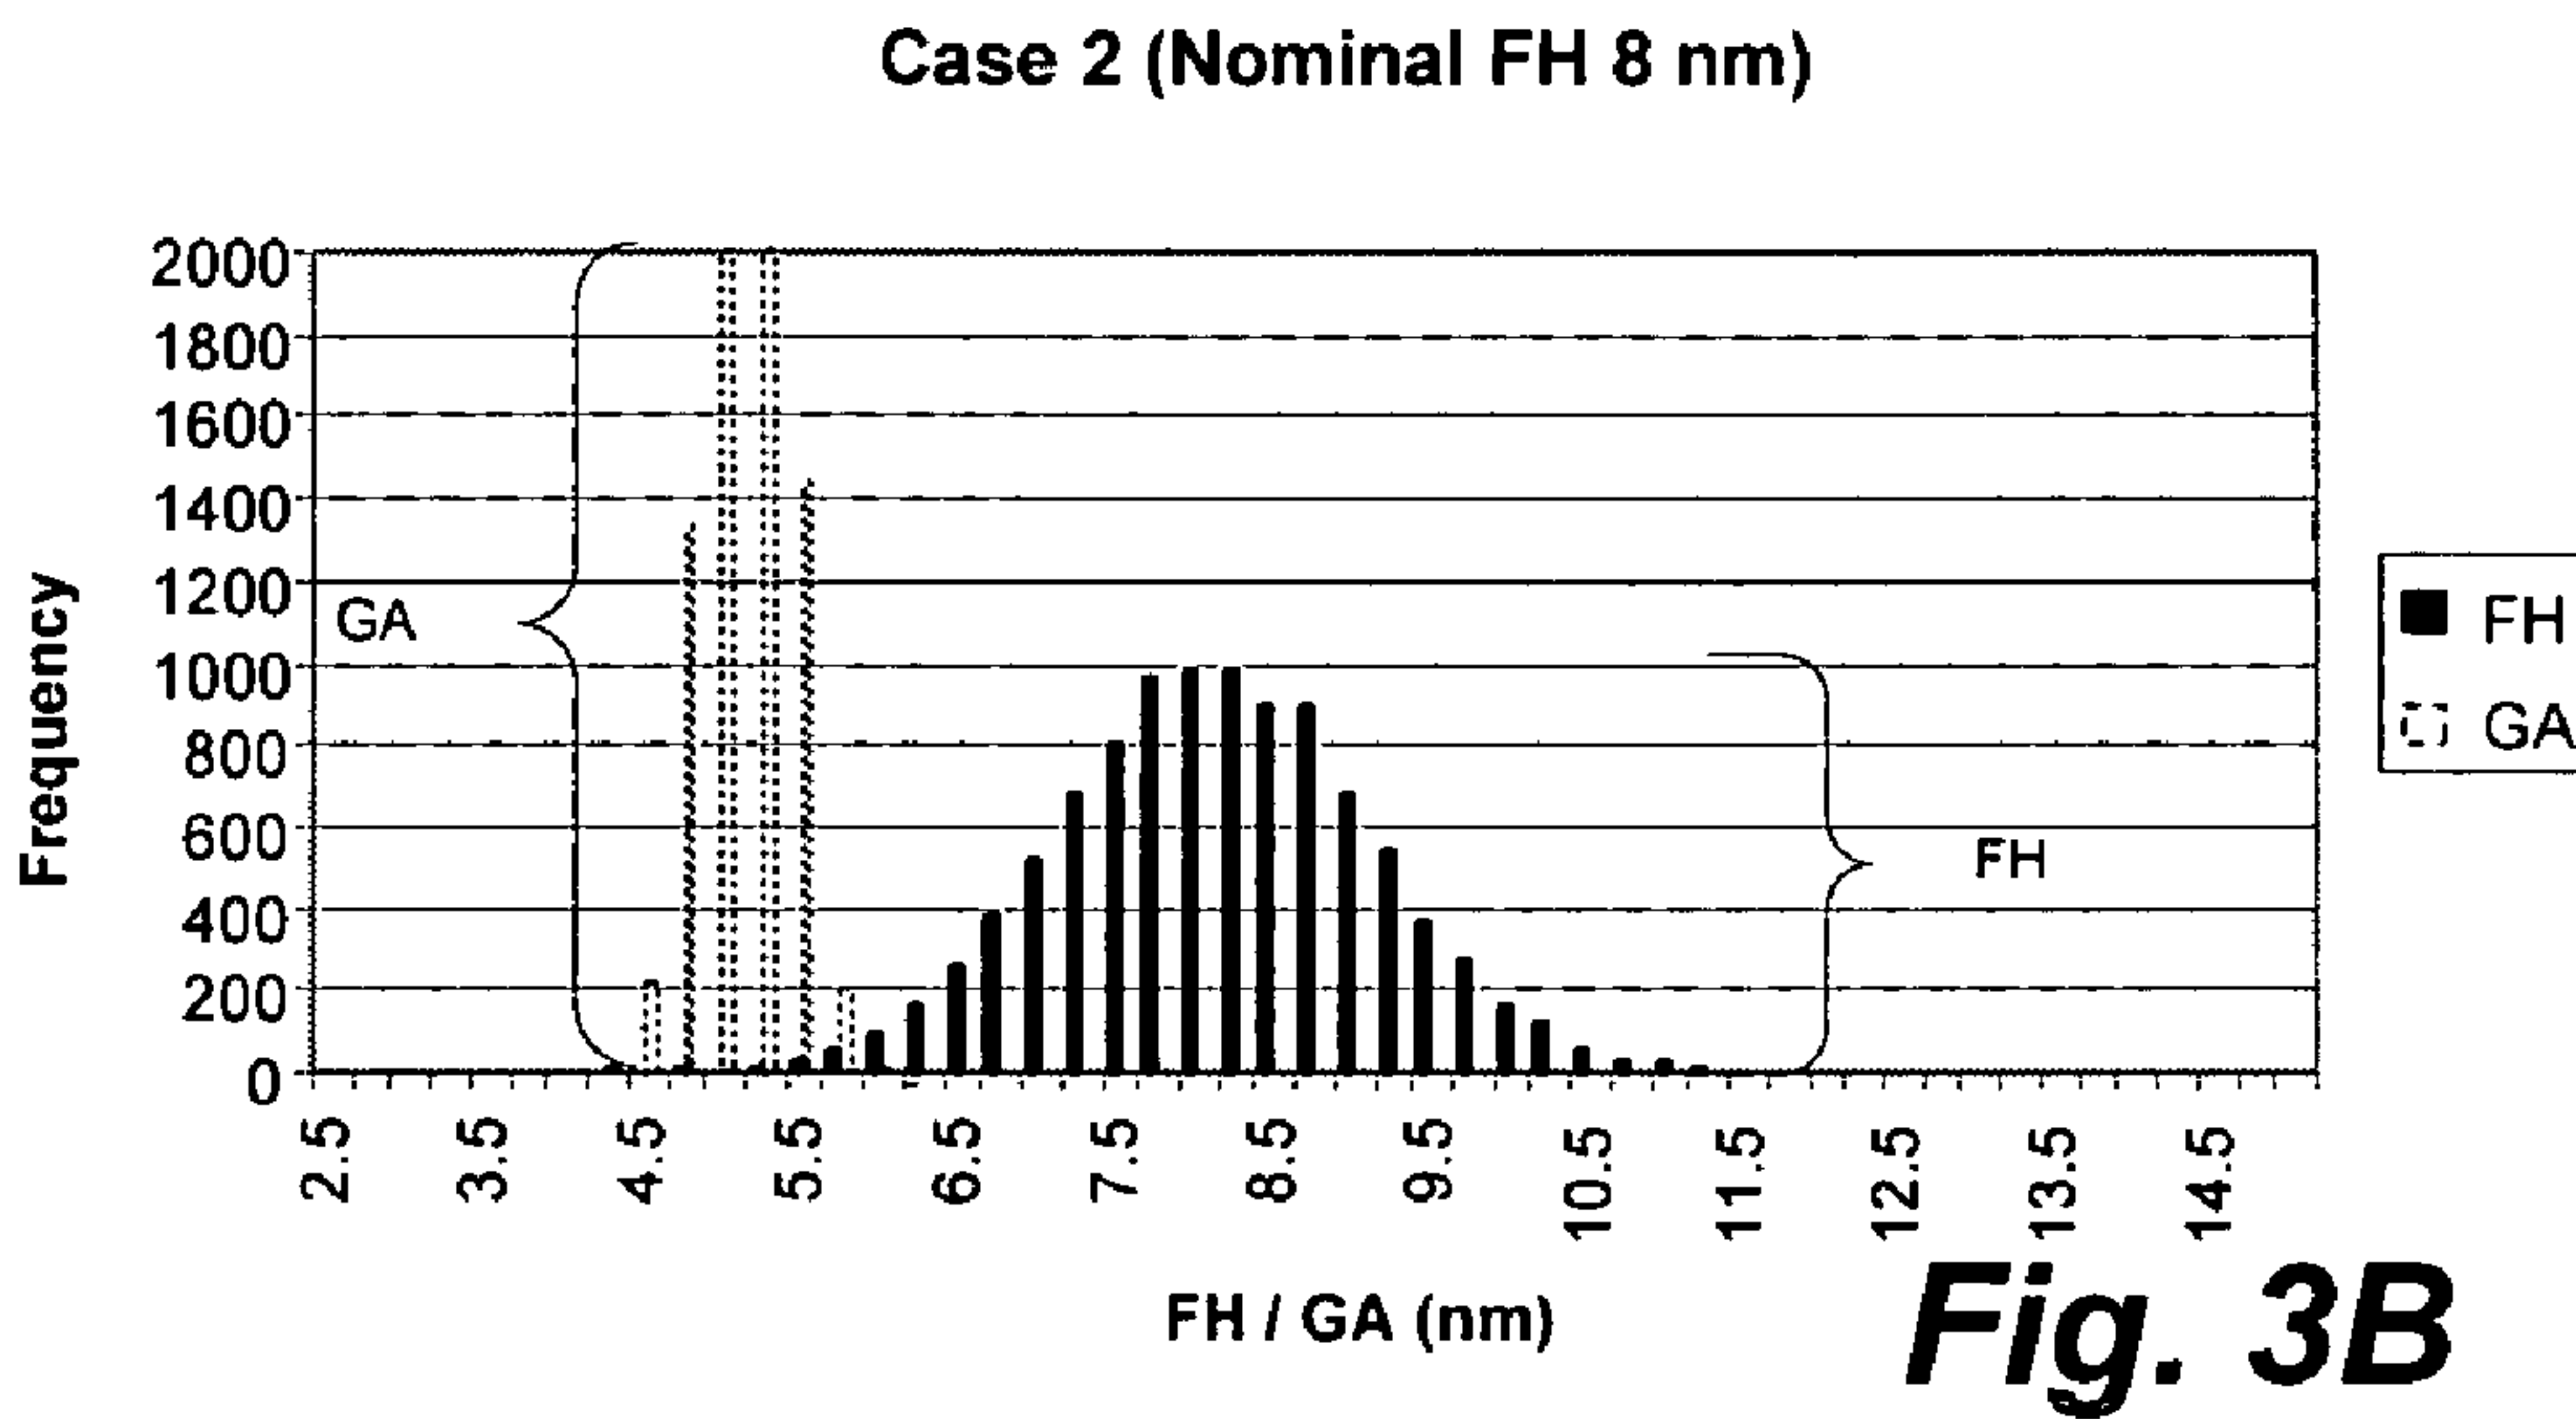 Case 2 (Nominal FH 8 nm)
Frequency
2000
1800
1600
1400
1200
1000
800
600
400
200
0
GA
FH
FH
GA
2.5 3.5 4.5 5.5 6.5 7.5 8.5 9.5 10.5 11.5 12.5 13.5 14.5
FH / GA (nm)
Fig. 3B